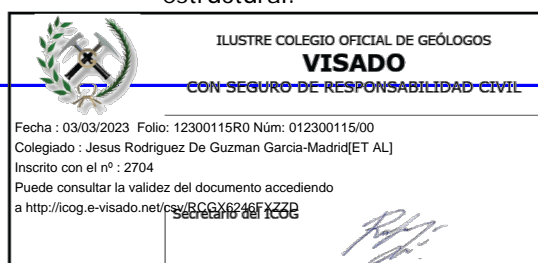 estructural.
ILUSTRE COLEGIO OFICIAL DE GEÓLOGOS
VISADO
CON SEGURO DE RESPONSABILIDAD CIVIL
Fecha : 03/03/2023 Folio: 12300115R0 Núm: 012300115/00
Colegiado : Jesus Rodriguez De Guzman Garcia-Madrid[ET AL]
Inscrito con el nº : 2704
Puede consultar la validez del documento accediendo
a http://icog.e-visado.net/csv/RCGX6246FXZZD
Secretario del ICOG